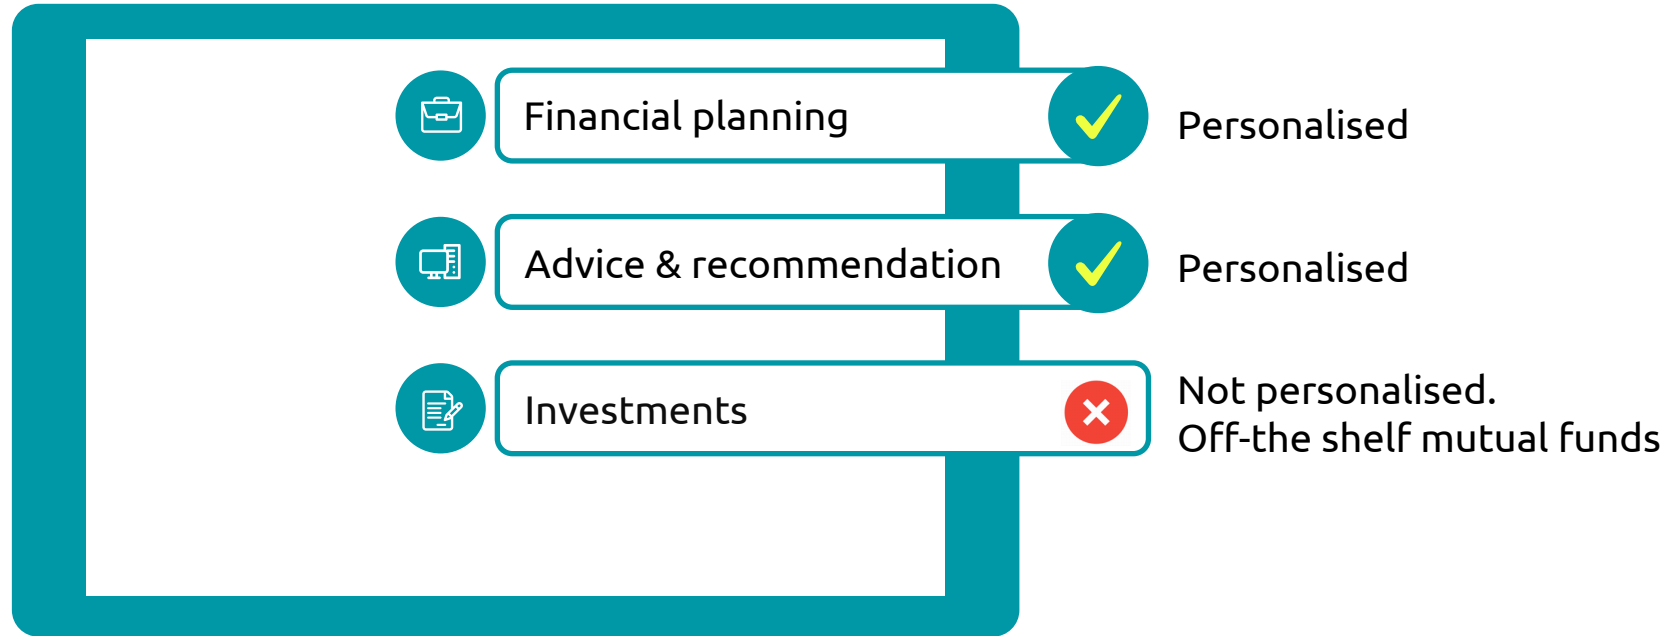 Financial planning
Personalised
Advice & recommendation
Personalised
Investments
Not personalised.
Off-the shelf mutual funds